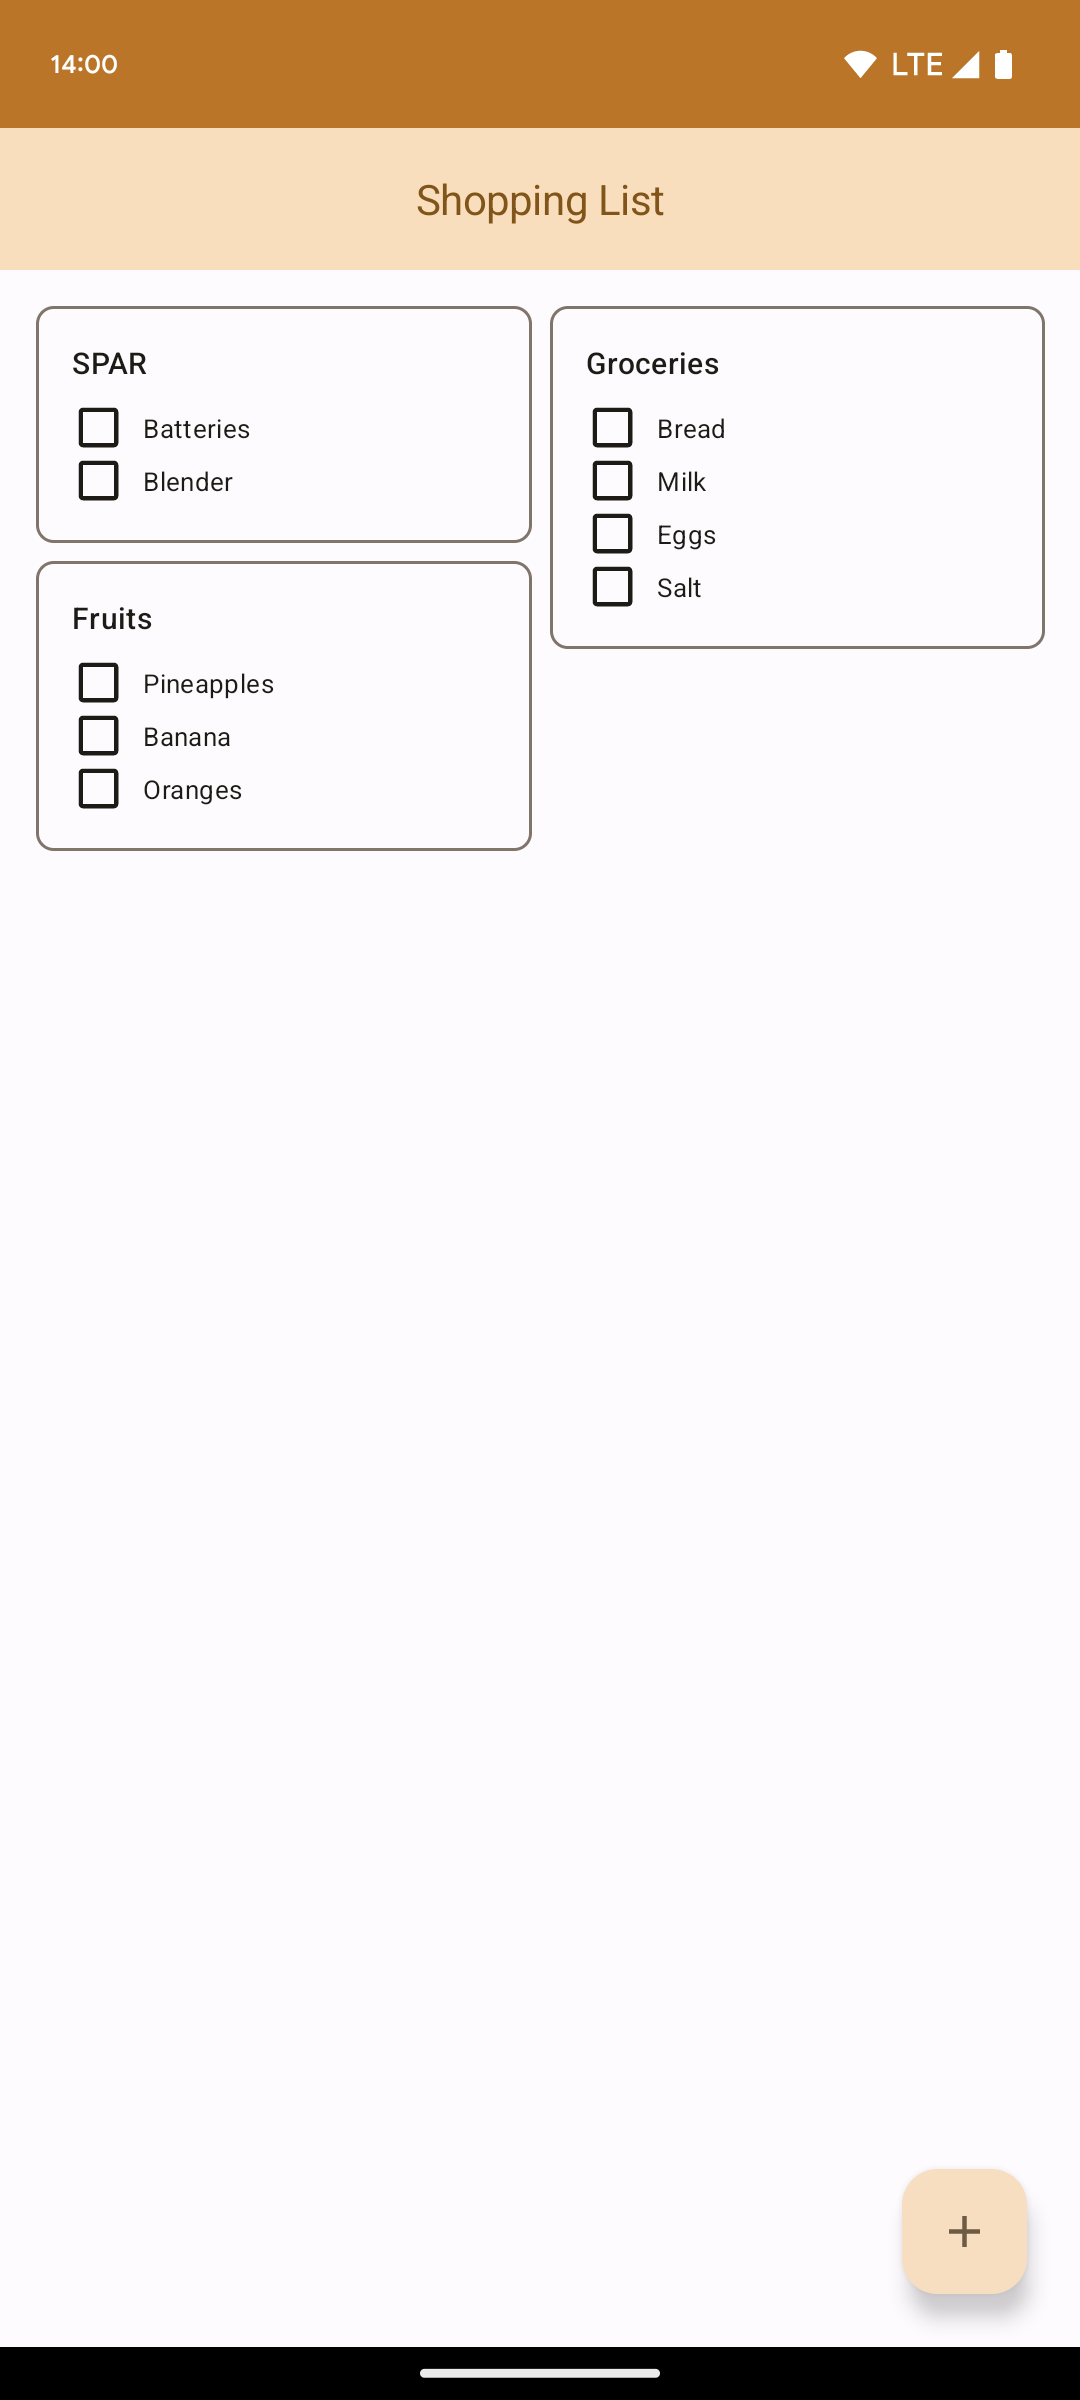 14:00
LTE
Shopping List
SPAR
Batteries
Blender
Groceries
Bread
Milk
Eggs
Salt
Fruits
Pineapples
Banana
Oranges